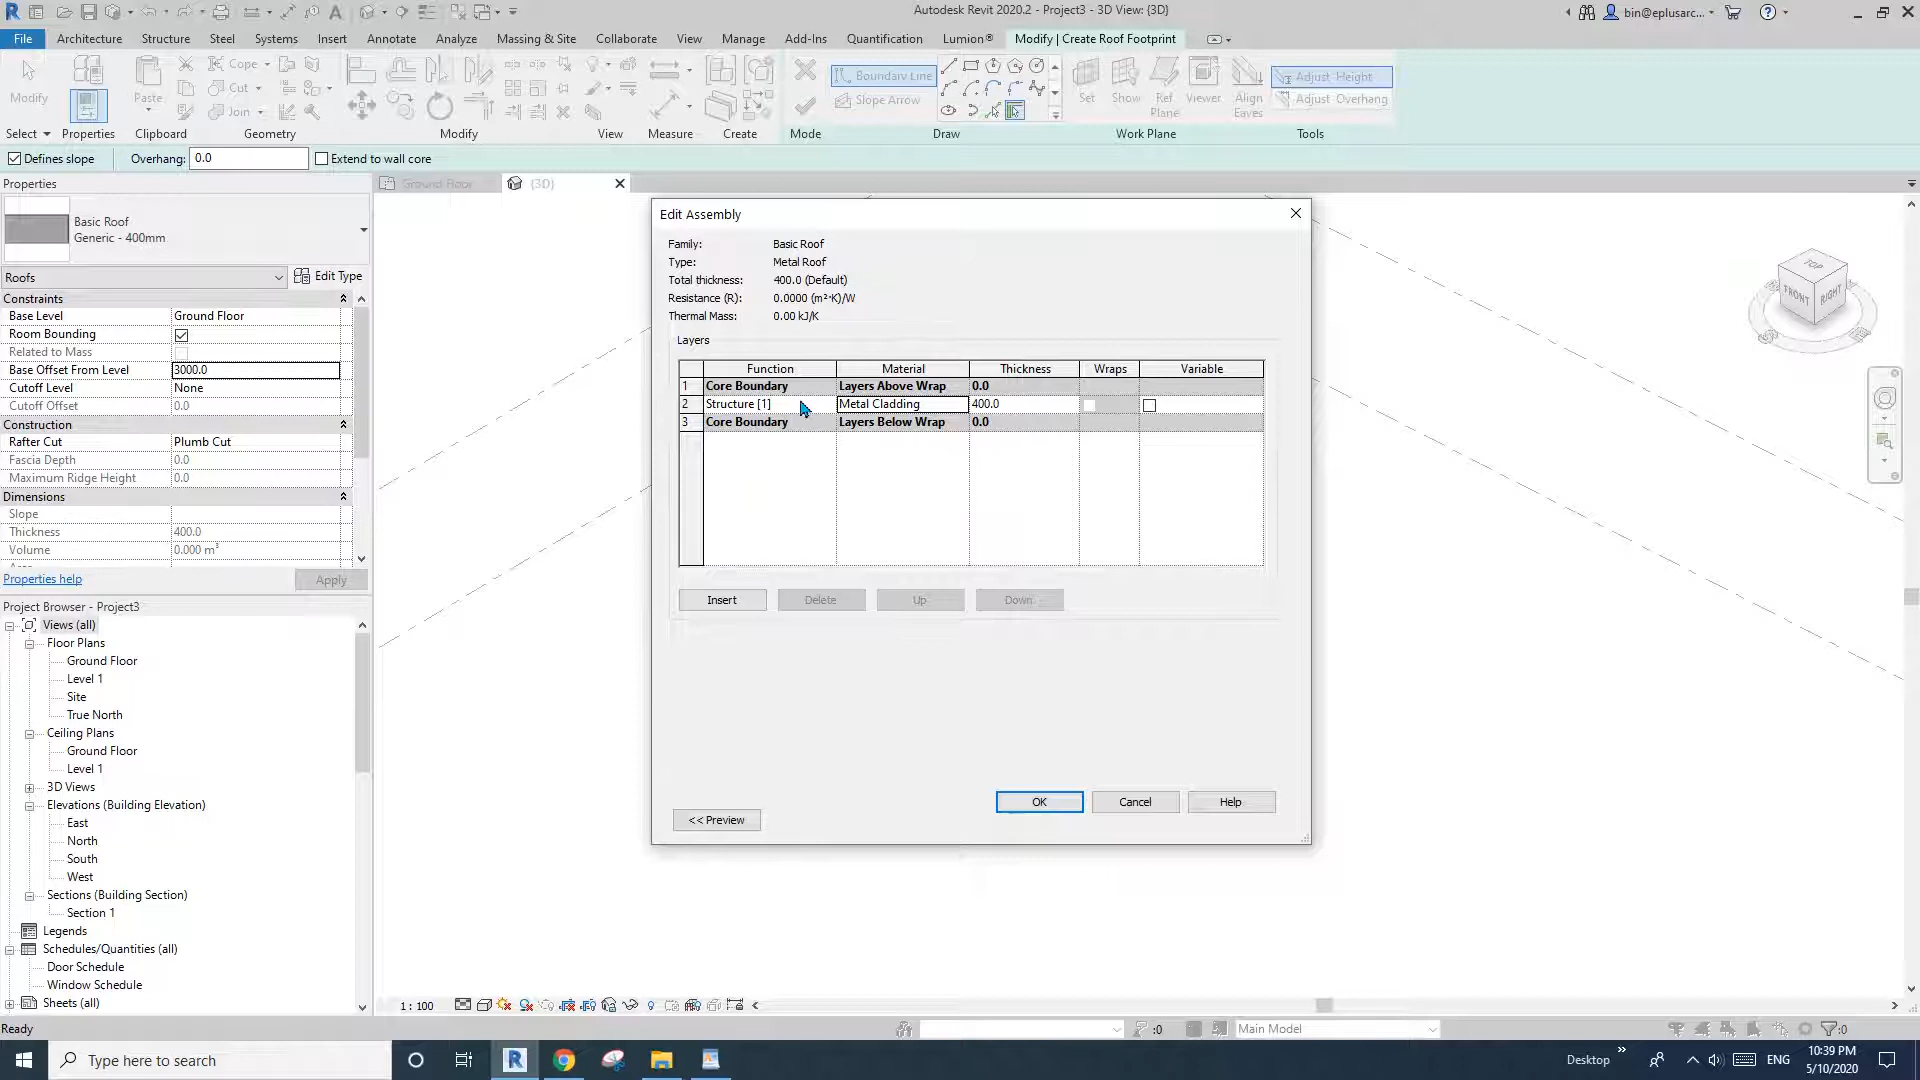 Autodesk Revit 2020.2 - Project3 - 3D View: {3D}
bin@eplusarc...
File Architecture Structure Steel Systems Insert Annotate Analyze Massing & Site Collaborate View Manage Add-Ins Quantification Lumion® Modify | Create Roof Footprint
Modify Paste Cope Cut Join Boundary Line Slope Arrow Set Show Ref Plane Viewer Align Eaves Adjust Height Adjust Overhang
Select Properties Clipboard Geometry Modify View Measure Create Mode Draw Work Plane Tools
Defines slope Overhang: 0.0 Extend to wall core
Properties
Ground Floor {3D}
Basic Roof
Generic - 400mm
Roofs Edit Type
Constraints
Base Level Ground Floor
Room Bounding
Related to Mass
Base Offset From Level 3000.0
Cutoff Level None
Cutoff Offset 0.0
Construction
Rafter Cut Plumb Cut
Fascia Depth 0.0
Maximum Ridge Height 0.0
Dimensions
Slope
Thickness 400.0
Volume 0.000 m³
Properties help Apply
Project Browser - Project3
Views (all)
Floor Plans
Ground Floor
Level 1
Site
True North
Ceiling Plans
Ground Floor
Level 1
3D Views
Elevations (Building Elevation)
East
North
South
West
Sections (Building Section)
Section 1
Legends
Schedules/Quantities (all)
Door Schedule
Window Schedule
Sheets (all)
Edit Assembly
Family: Basic Roof
Type: Metal Roof
Total thickness: 400.0 (Default)
Resistance (R): 0.0000 (m²·K)/W
Thermal Mass: 0.00 kJ/K
Layers
Function Material Thickness Wraps Variable
1 Core Boundary Layers Above Wrap 0.0
2 Structure [1] Metal Cladding 400.0
3 Core Boundary Layers Below Wrap 0.0
Insert Delete Up Down
OK Cancel Help
<< Preview
TOP
FRONT RIGHT
1 : 100
Ready :0 Main Model :0
Type here to search Desktop ENG 10:39 PM
5/10/2020